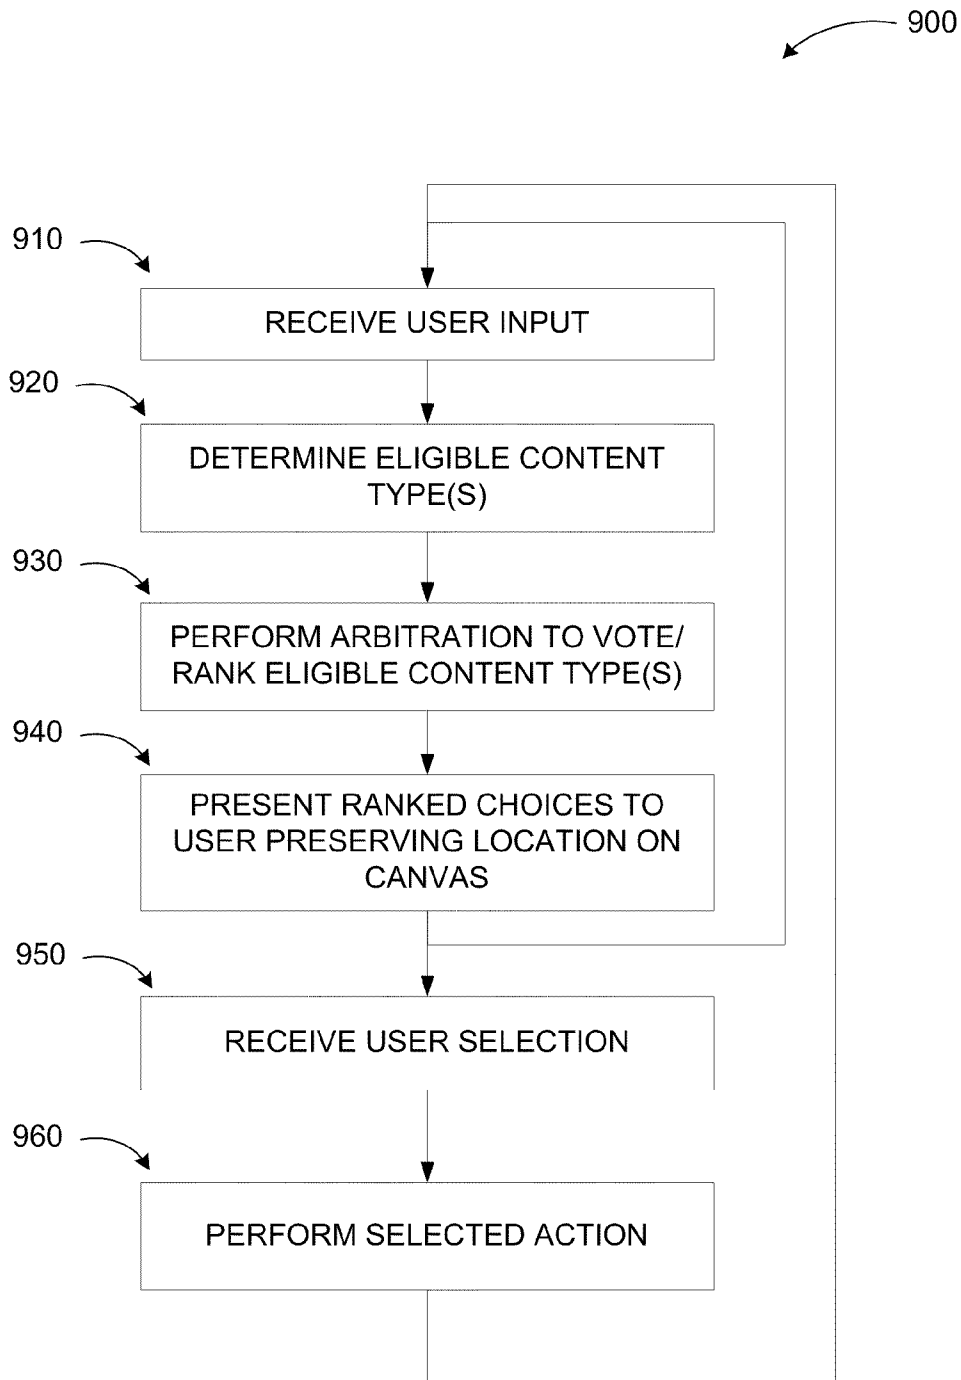 900
910
RECEIVE USER INPUT
920
DETERMINE ELIGIBLE CONTENT
TYPE(S)
930
PERFORM ARBITRATION TO VOTE/
RANK ELIGIBLE CONTENT TYPE(S)
940
PRESENT RANKED CHOICES TO
USER PRESERVING LOCATION ON
CANVAS
950
RECEIVE USER SELECTION
960
PERFORM SELECTED ACTION